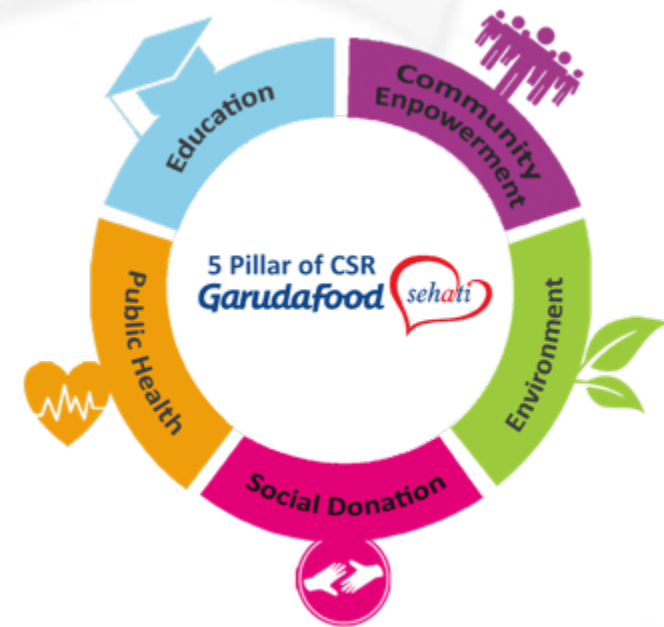 Education
Community
Enpowerment
Public Health
5 Pillar of CSR
Garudafood sehati
Environment
Social Donation